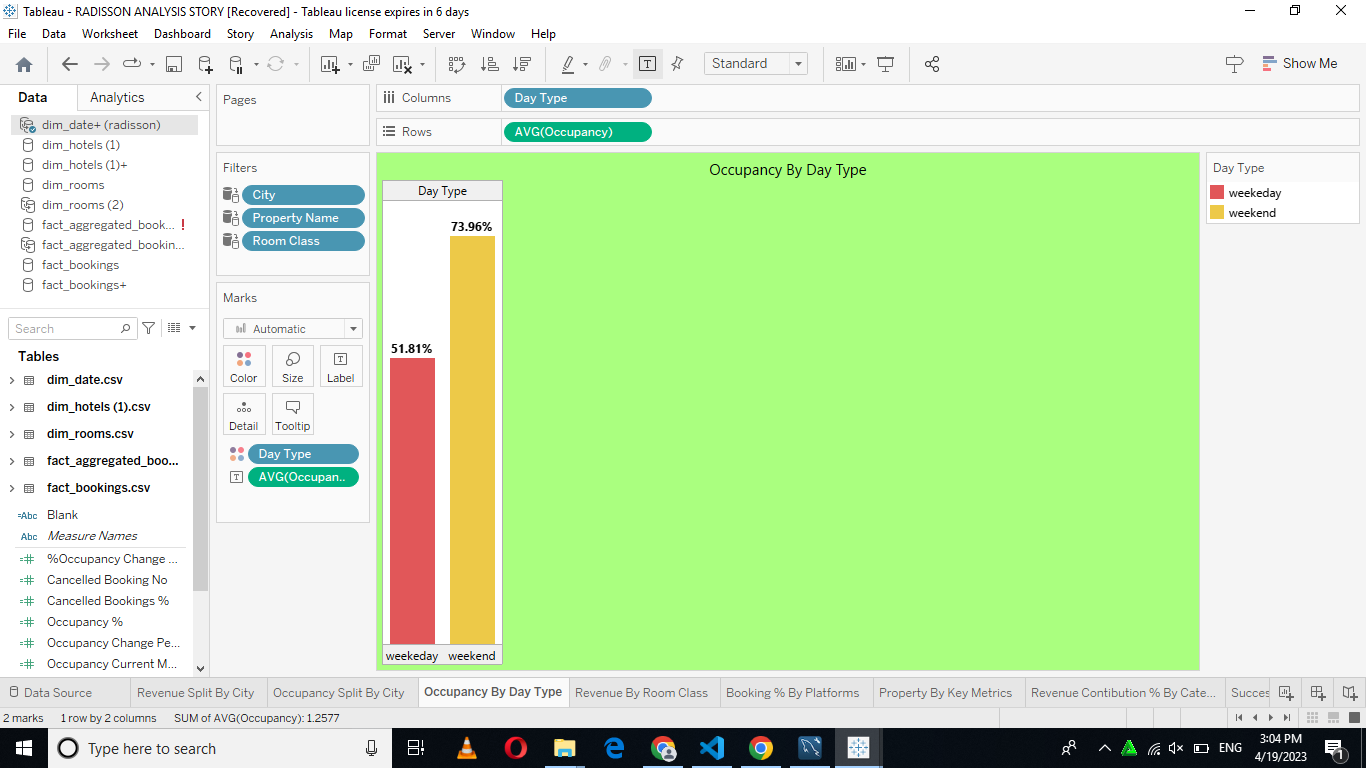 Tableau - RADISSON ANALYSIS STORY [Recovered] - Tableau license expires in 6 days
File Data Worksheet Dashboard Story Analysis Map Format Server Window Help
Standard
Show Me
Data Analytics
dim_date+ (radisson)
dim_hotels (1)
dim_hotels (1)+
dim_rooms
dim_rooms (2)
fact_aggregated_book... !
fact_aggregated_bookin...
fact_bookings
fact_bookings+
Search
Tables
dim_date.csv
dim_hotels (1).csv
dim_rooms.csv
fact_aggregated_boo...
fact_bookings.csv
=Abc Blank
Abc Measure Names
=# %Occupancy Change ...
=# Cancelled Booking No
=# Cancelled Bookings %
=# Occupancy %
=# Occupancy Change Pe...
=# Occupancy Current M...
Pages
Filters
City
Property Name
Room Class
Marks
Automatic
Color Size T Label
Detail Tooltip
Day Type
T AVG(Occupan..
Columns Day Type
Rows AVG(Occupancy)
Occupancy By Day Type
Day Type
73.96%
51.81%
weekeday weekend
Day Type
weekeday
weekend
Data Source Revenue Split By City Occupancy Split By City Occupancy By Day Type Revenue By Room Class Booking % By Platforms Property By Key Metrics Revenue Contibution % By Cate... Succes
2 marks 1 row by 2 columns SUM of AVG(Occupancy): 1.2577
Type here to search
ENG
3:04 PM
4/19/2023
1